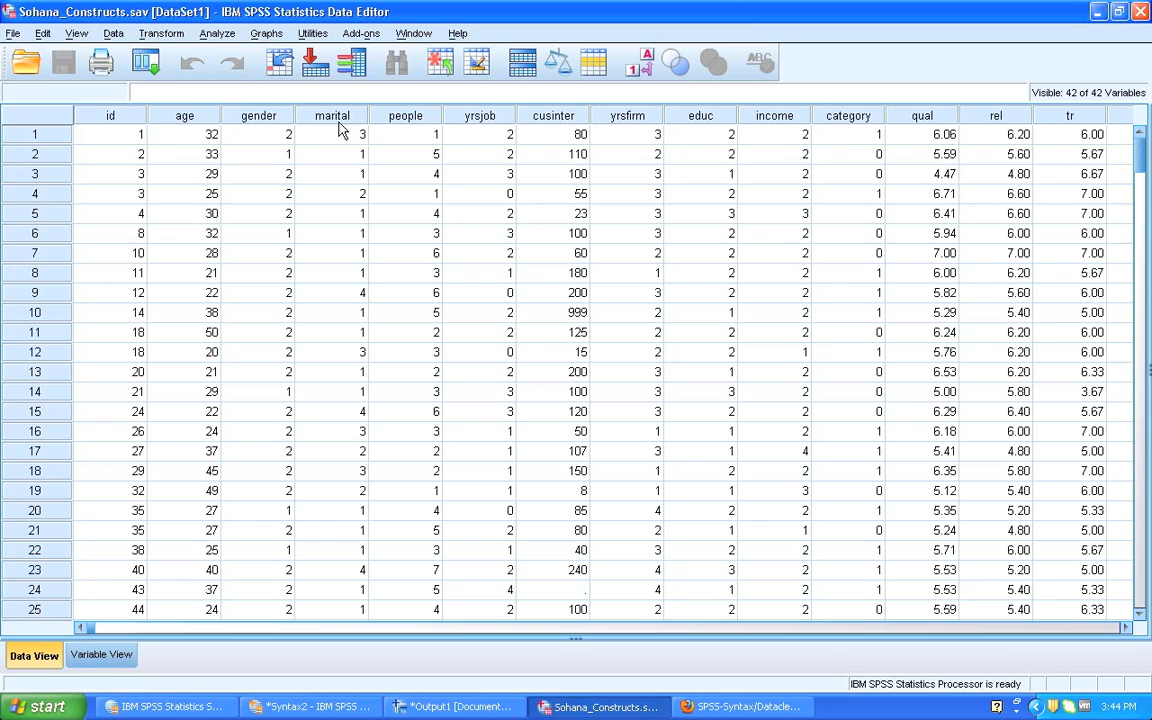 Sohana_Constructs.sav [DataSet1] - IBM SPSS Statistics Data Editor
File Edit View Data Transform Analyze Graphs Utilities Add-ons Window Help
Visible: 42 of 42 Variables
id age gender marital people yrsjob cusinter yrsfirm educ income category qual rel tr
1 1 32 2 3 1 2 80 3 2 2 1 6.06 6.20 6.00
2 2 33 1 1 5 2 110 2 2 2 0 5.59 5.60 5.67
3 3 29 2 1 4 3 100 3 1 2 0 4.47 4.80 6.67
4 3 25 2 2 1 0 55 3 2 2 1 6.71 6.60 7.00
5 4 30 2 1 4 2 23 3 3 3 0 6.41 6.60 7.00
6 8 32 1 1 3 3 100 3 2 2 0 5.94 6.00 6.00
7 10 28 2 1 6 2 60 2 2 2 0 7.00 7.00 7.00
8 11 21 2 1 3 1 180 1 2 2 1 6.00 6.20 5.67
9 12 22 2 4 6 0 200 3 2 2 1 5.82 5.60 6.00
10 14 38 2 1 5 2 999 2 1 2 0 5.29 5.40 5.00
11 18 50 2 1 2 2 125 2 2 2 0 6.24 6.20 6.00
12 18 20 2 3 3 0 15 2 2 1 1 5.76 6.20 6.00
13 20 21 2 1 2 2 200 3 1 2 0 6.53 6.20 6.33
14 21 29 1 1 3 3 100 3 3 2 0 5.00 5.80 3.67
15 24 22 2 4 6 3 120 3 2 2 0 6.29 6.40 5.67
16 26 24 2 3 3 1 50 1 1 2 1 6.18 6.00 7.00
17 27 37 2 2 2 1 107 3 1 4 1 5.41 4.80 5.00
18 29 45 2 3 2 1 150 1 2 2 1 6.35 5.80 7.00
19 32 49 2 2 1 1 8 1 1 3 0 5.12 5.40 6.00
20 35 27 1 1 4 0 85 4 2 2 1 5.35 5.20 5.33
21 35 27 2 1 5 2 80 2 1 1 0 5.24 4.80 5.00
22 38 25 1 1 3 1 40 3 2 2 1 5.71 6.00 5.67
23 40 40 2 4 7 2 240 4 3 2 1 5.53 5.20 5.00
24 43 37 2 1 5 4 . 4 1 2 1 5.53 5.40 5.33
25 44 24 2 1 4 2 100 2 2 2 0 5.59 5.40 6.33
Data View Variable View
IBM SPSS Statistics Processor is ready
start IBM SPSS Statistics S... *Syntax2 - IBM SPSS ... *Output1 [Document... Sohana_Constructs.s... SPSS-Syntax/Datacle... 3:44 PM